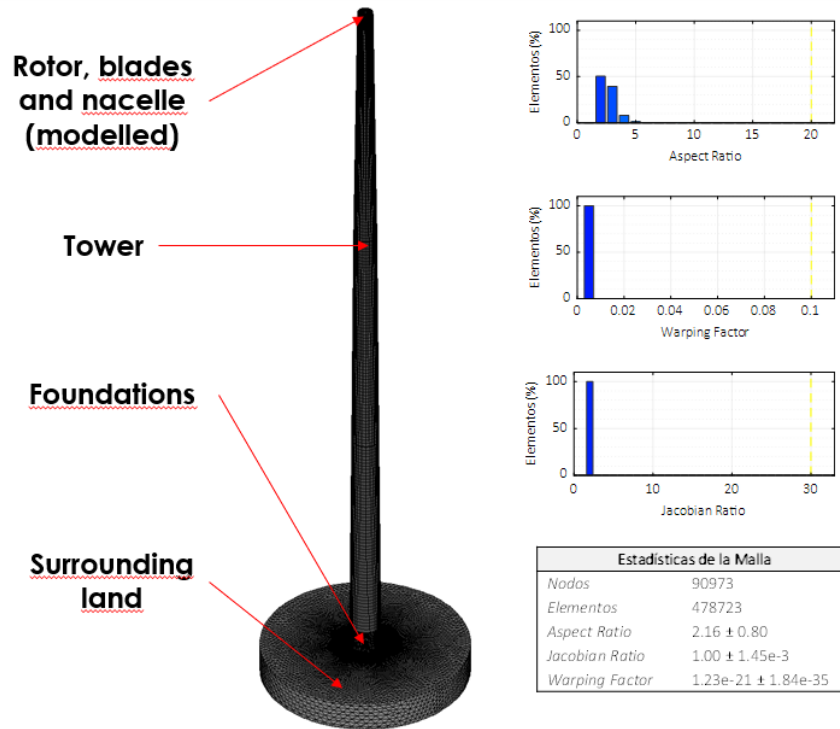 Rotor, blades
and nacelle
(modelled)
Tower
Foundations
Surrounding
land
Elementos (%)
100
50
0
0 5 10 15 20
Aspect Ratio
Elementos (%)
100
50
0
0 0.02 0.04 0.06 0.08 0.1
Warping Factor
Elementos (%)
100
50
0
0 10 20 30
Jacobian Ratio
Estadísticas de la Malla
Nodos 90973
Elementos 478723
Aspect Ratio 2.16 ± 0.80
Jacobian Ratio 1.00 ± 1.45e-3
Warping Factor 1.23e-21 ± 1.84e-35